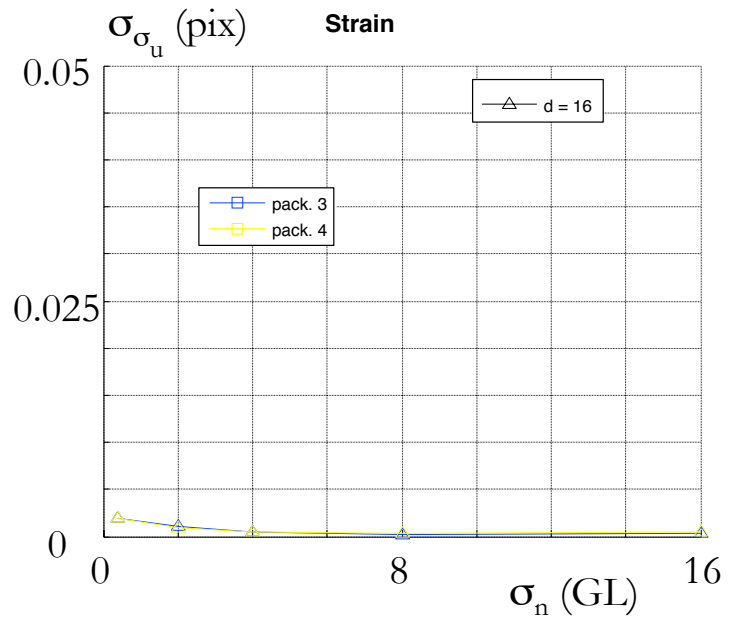 σσu (pix) Strain
0.05
d = 16
pack. 3
pack. 4
0.025
0
0 8 16
σn (GL)